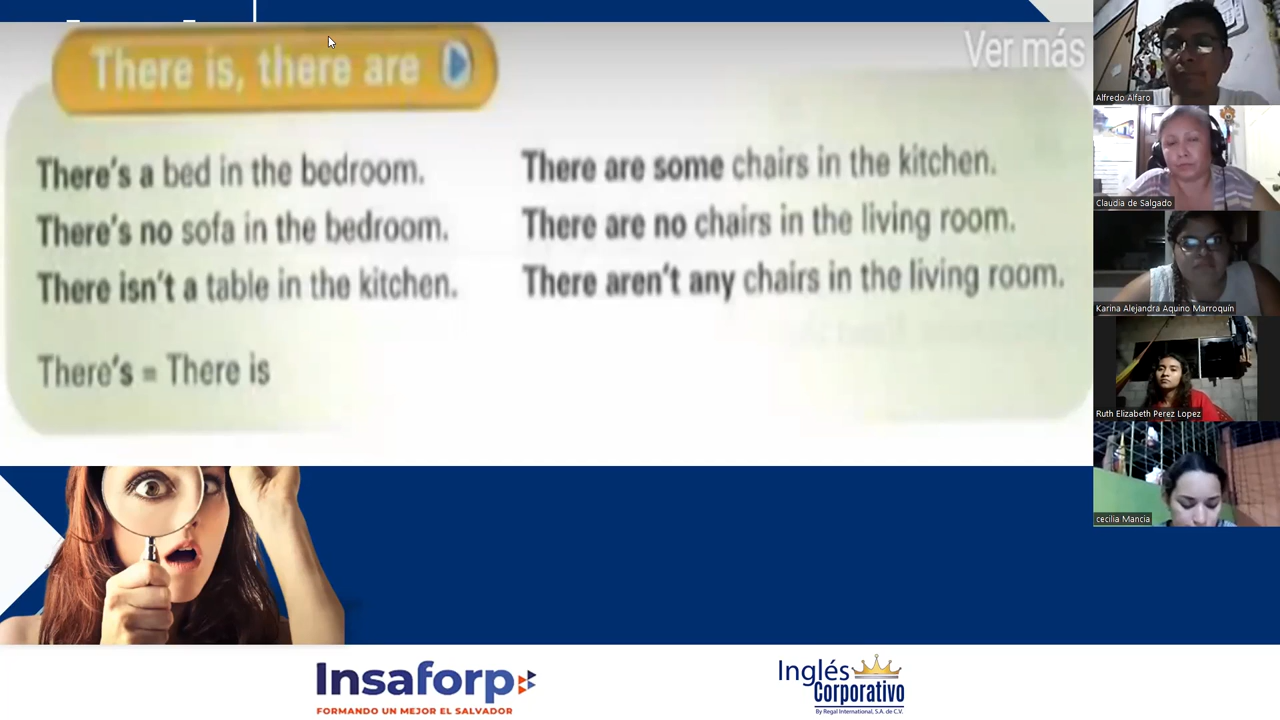 There is, there are
Ver más
There's a bed in the bedroom.
There's no sofa in the bedroom.
There isn't a table in the kitchen.
There's = There is
There are some chairs in the kitchen.
There are no chairs in the living room.
There aren't any chairs in the living room.
Alfredo Alfaro
Claudia de Salgado
Karina Alejandra Aquino Marroquín
Ruth Elizabeth Perez Lopez
cecilia Mancia
Insaforp
FORMANDO UN MEJOR EL SALVADOR
Inglés
Corporativo
By Regal International, S.A. de C.V.